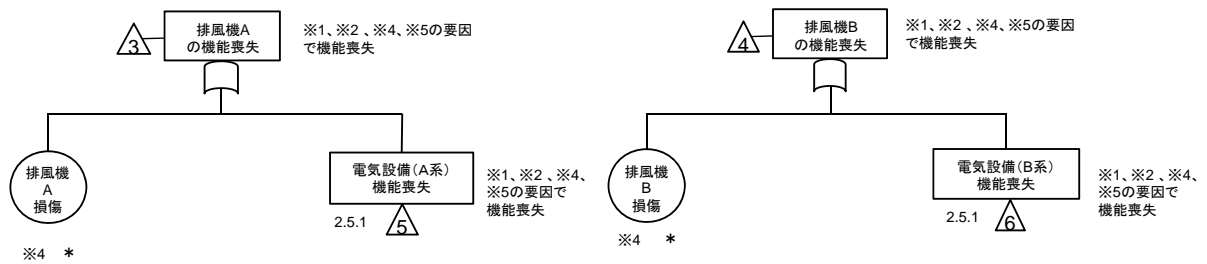 3
排風機A
の機能喪失
※1、※2 、※4、※5の要因
で機能喪失
排風機
A
損傷
※4 *
電気設備(A系)
機能喪失
2.5.1
5
※1、※2 、※4、
※5の要因で
機能喪失
4
排風機B
の機能喪失
※1、※2 、※4、※5の要因
で機能喪失
排風機
B
損傷
※4 *
電気設備(B系)
機能喪失
2.5.1
6
※1、※2 、※4、
※5の要因で
機能喪失